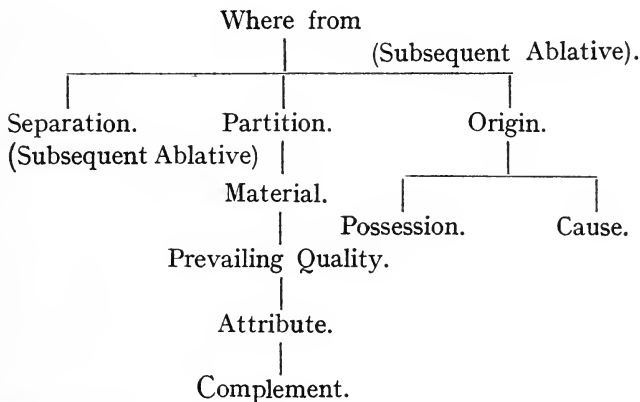 Where from
(Subsequent Ablative).
Separation. Partition. Origin.
(Subsequent Ablative)
Material.
Possession. Cause.
Prevailing Quality.
Attribute.
Complement.